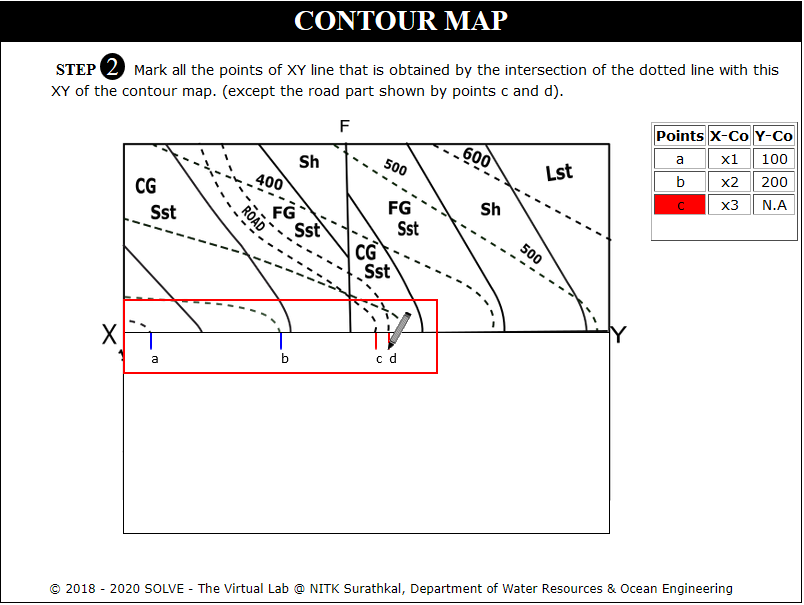 CONTOUR MAP
STEP 2 Mark all the points of XY line that is obtained by the intersection of the dotted line with this
XY of the contour map. (except the road part shown by points c and d).
F
Points X-Co Y-Co
a x1 100
b x2 200
c x3 N.A
Sh
500
600
Lst
CG
Sst
400
ROAD
FG
Sst
FG
Sst
Sh
CG
Sst
500
X
Y
a b c d
© 2018 - 2020 SOLVE - The Virtual Lab @ NITK Surathkal, Department of Water Resources & Ocean Engineering